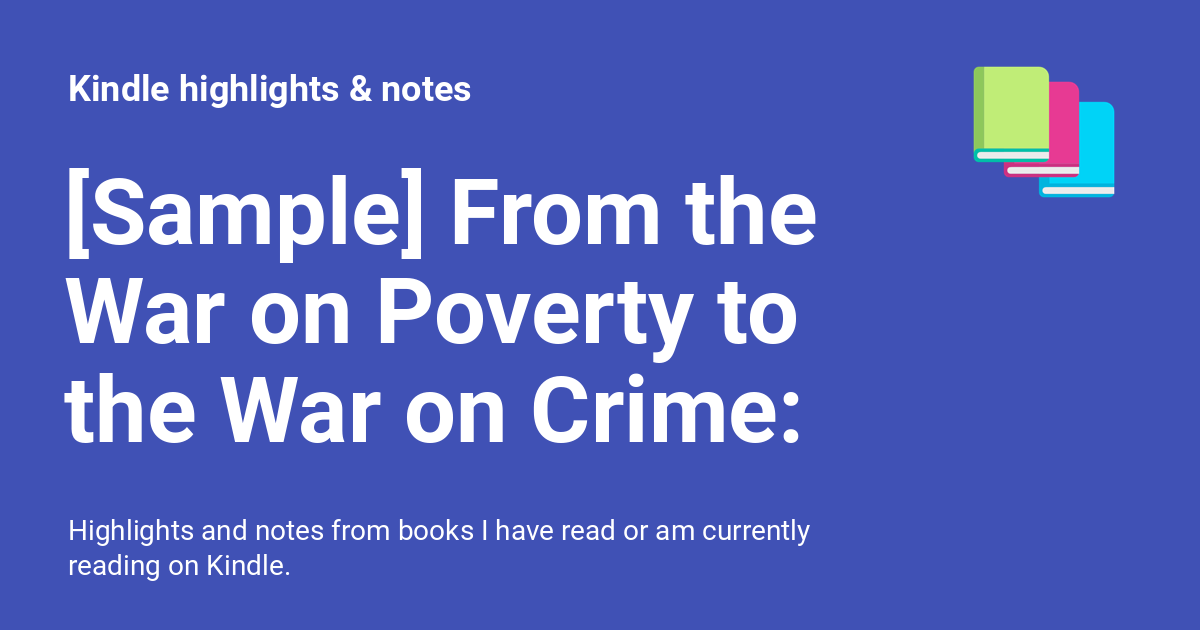 Kindle highlights & notes
[Sample] From the
War on Poverty to
the War on Crime:
Highlights and notes from books I have read or am currently
reading on Kindle.